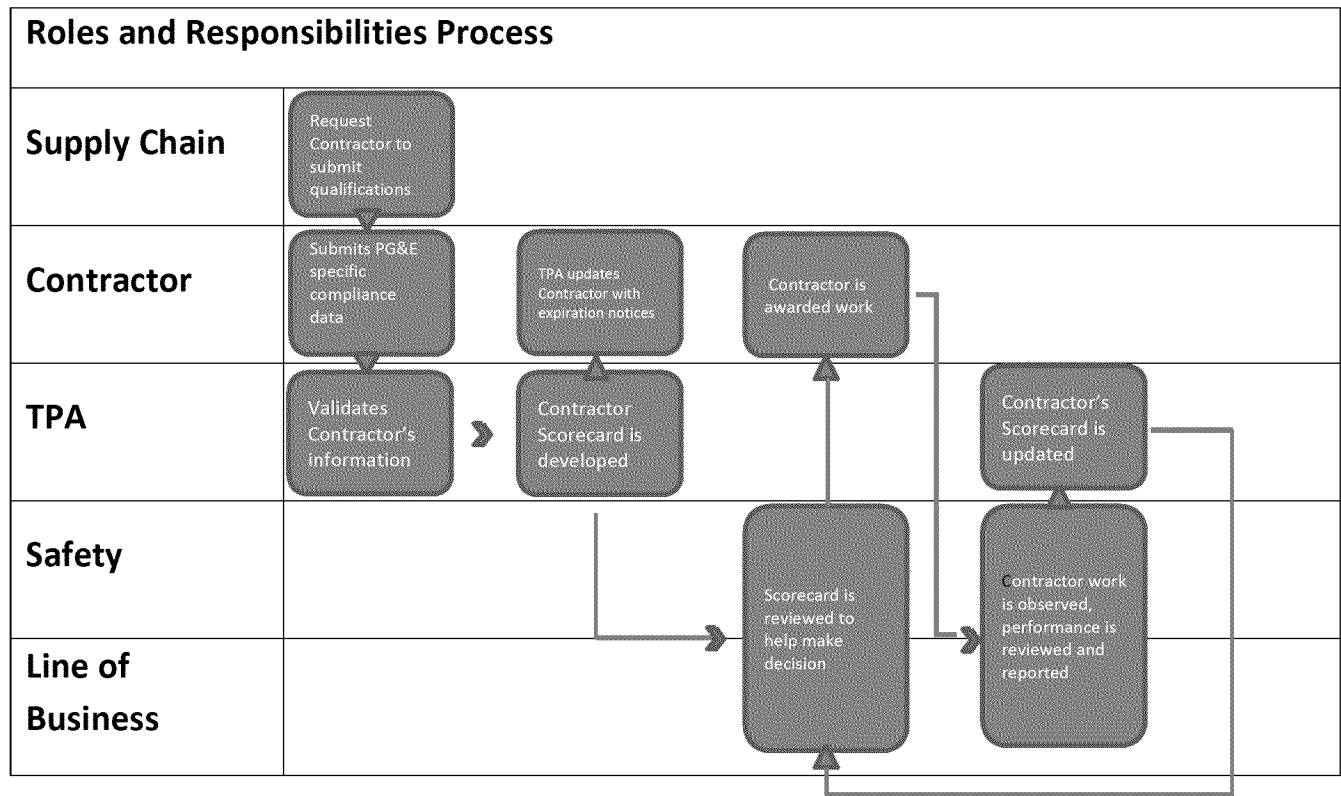 Roles and Responsibilities Process
Supply Chain
Request
Contractor to
submit
qualifications
Contractor
Submits PG&E
specific
compliance
data
TPA updates
Contractor with
expiration notices
Contractor is
awarded work
TPA
Validates
Contractor's
information
Contractor
Scorecard is
developed
Contractor's
Scorecard is
updated
Safety
Line of
Business
Scorecard is
reviewed to
help make
decision
Contractor work
is observed,
performance is
reviewed and
reported